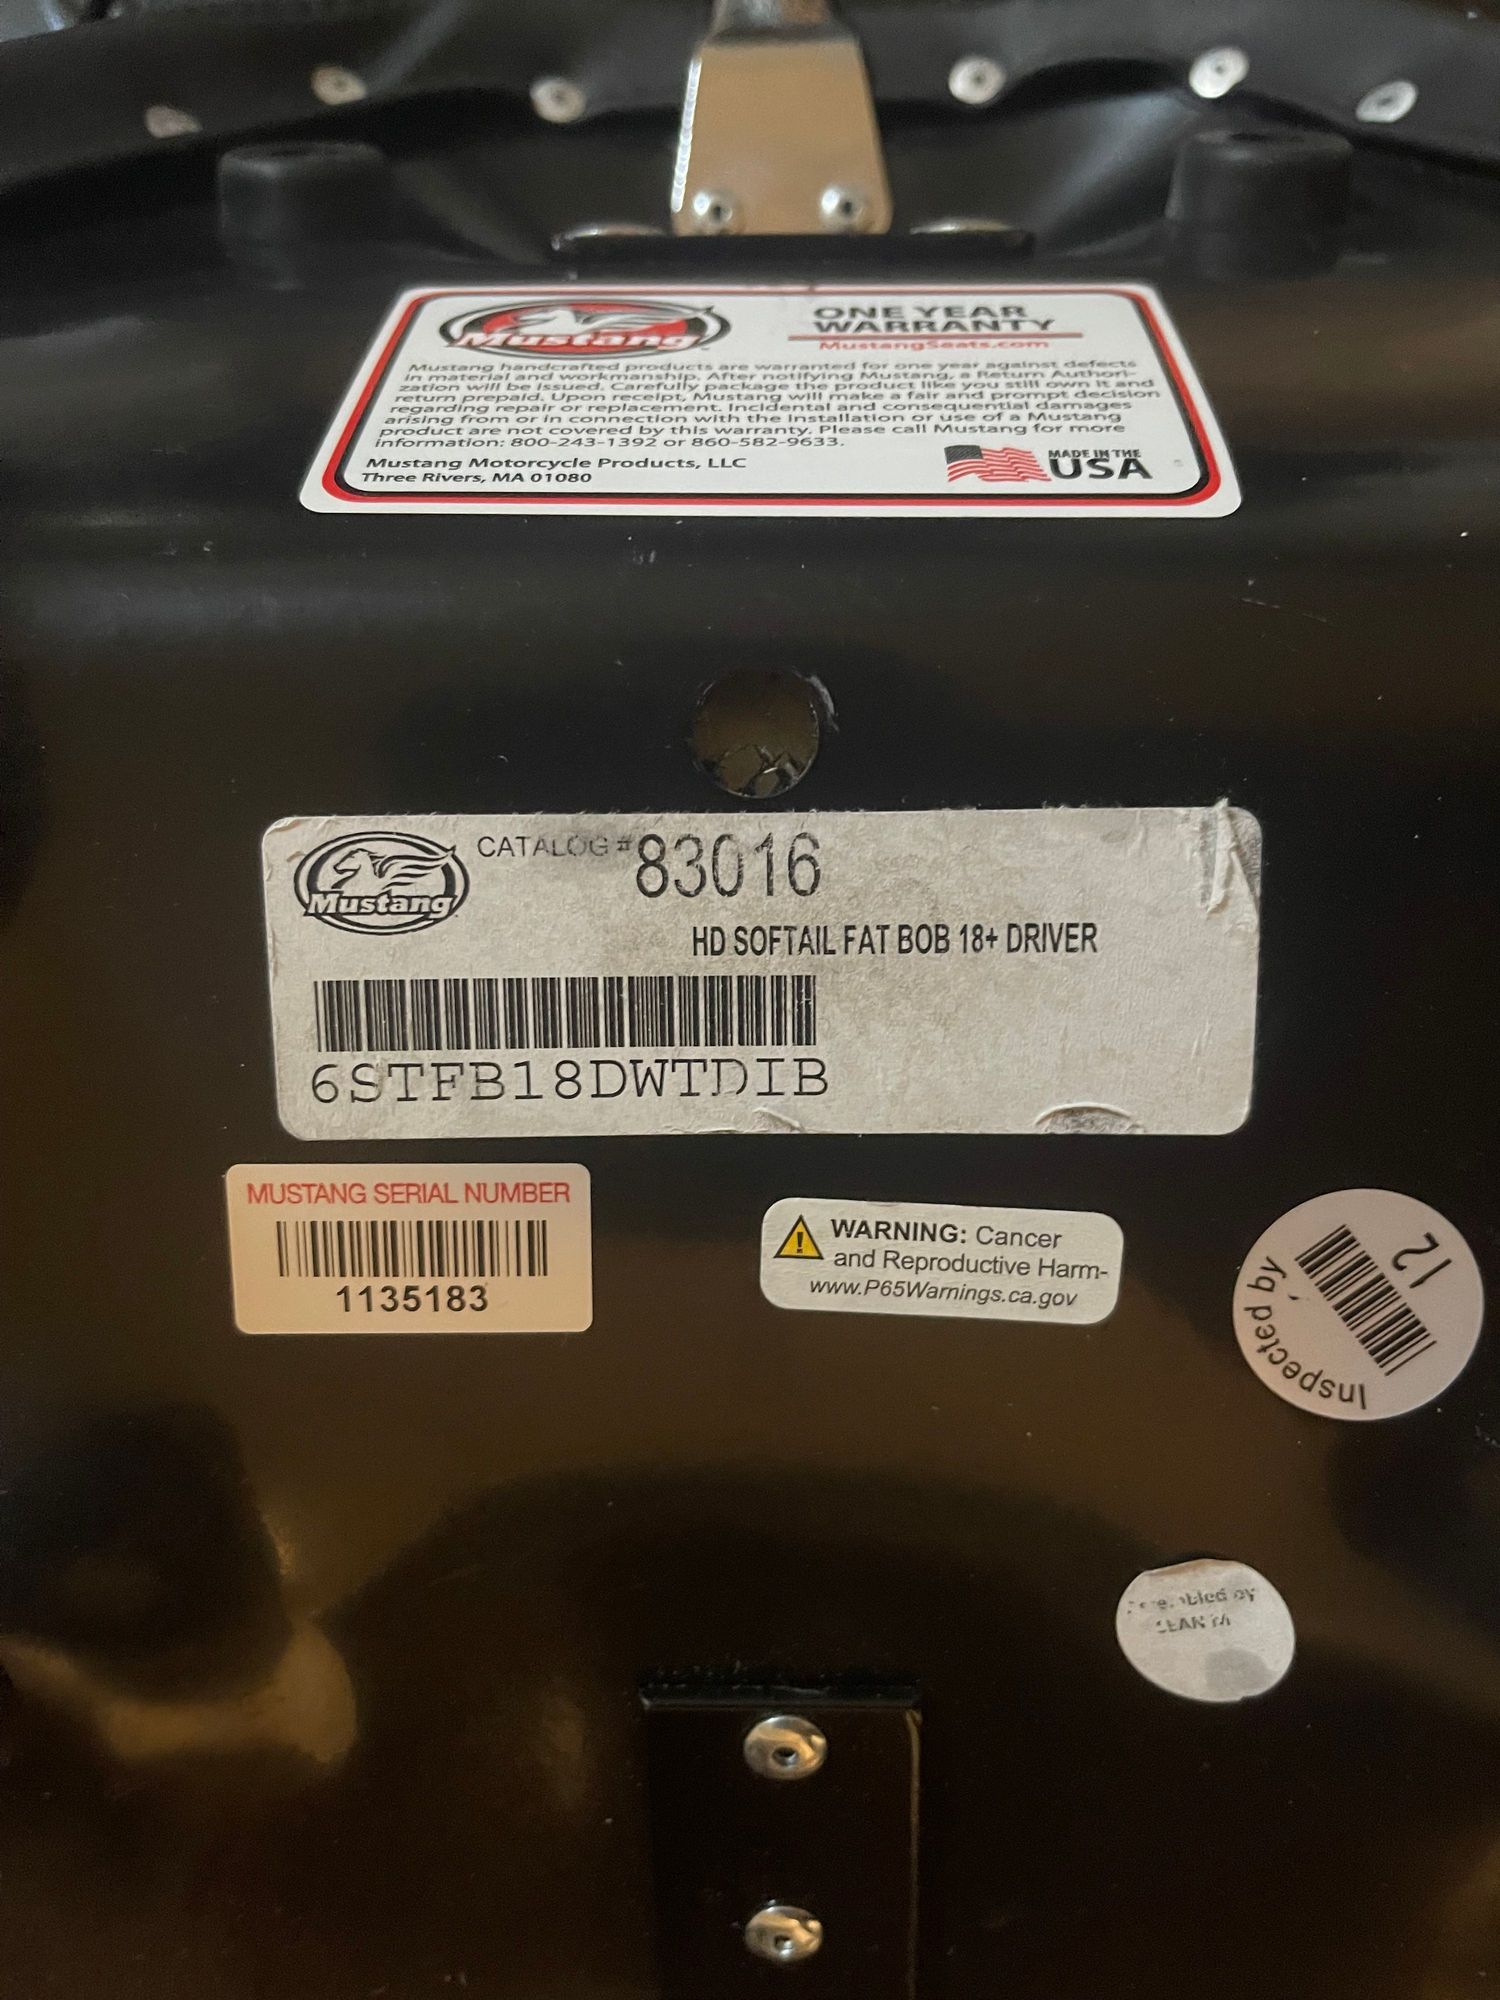 Mustang
ONE YEAR
WARRANTY
MustangSeats.com
Mustang handcrafted products are warranted for one year against defects
in material and workmanship. After notifying Mustang, a Return Authori-
zation will be issued. Carefully package the product like you still own it and
return prepaid. Upon receipt, Mustang will make a fair and prompt decision
regarding repair or replacement. Incidental and consequential damages
arising from or in connection with the installation or use of a Mustang
product are not covered by this warranty. Please call Mustang for more
information: 800-243-1392 or 860-582-9633.
Mustang Motorcycle Products, LLC
Three Rivers, MA 01080
MADE IN THE
USA
Mustang
CATALOG # 83016
HD SOFTAIL FAT BOB 18+ DRIVER
6STFB18DWTDIB
MUSTANG SERIAL NUMBER
1135183
WARNING: Cancer
and Reproductive Harm-
www.P65Warnings.ca.gov
Inspected by
12
by